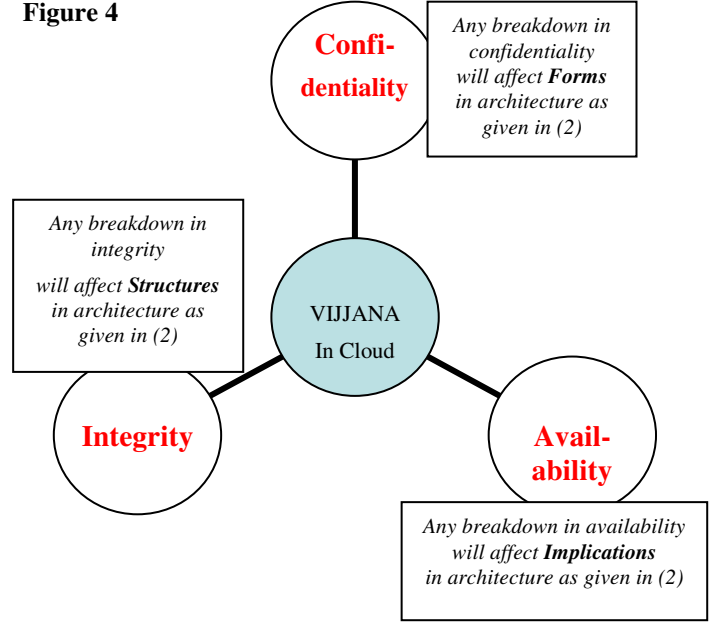 Figure 4
Confi-
dentiality
Any breakdown in
confidentiality
will affect Forms
in architecture as
given in (2)
Any breakdown in
integrity
will affect Structures
in architecture as
given in (2)
VIJJANA
In Cloud
Integrity
Avail-
ability
Any breakdown in availability
will affect Implications
in architecture as given in (2)